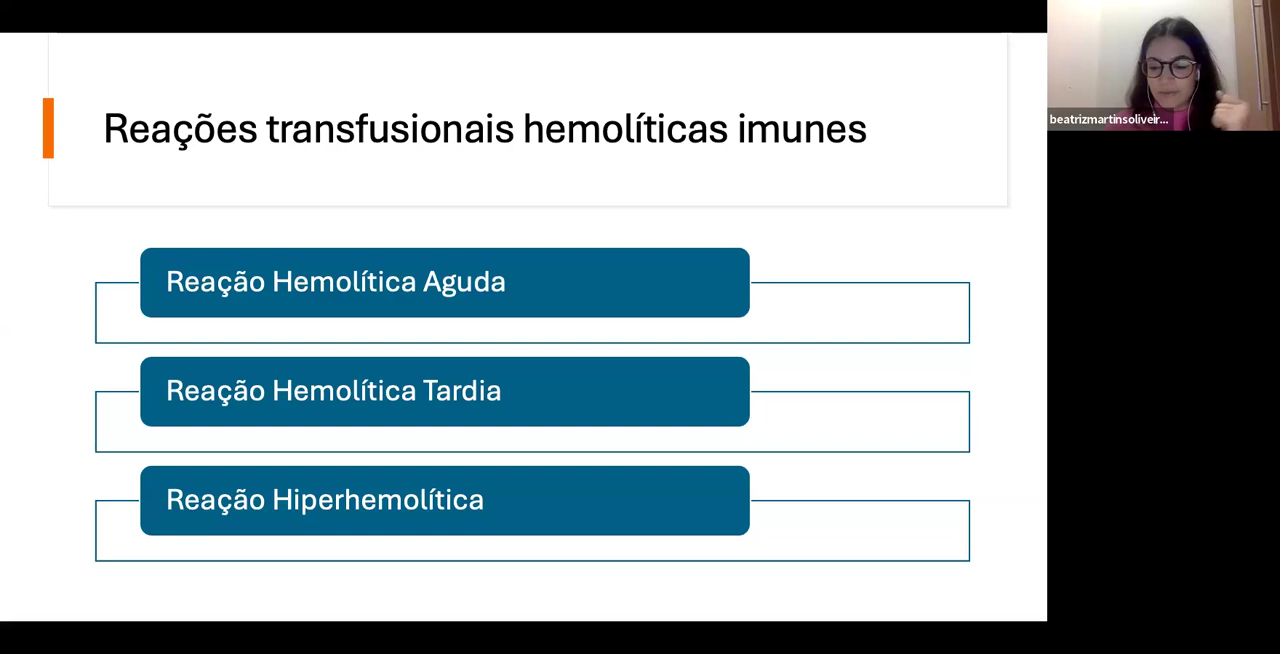 Reações transfusionais hemolíticas imunes
beatrizmartinsoliveir...
Reação Hemolítica Aguda
Reação Hemolítica Tardia
Reação Hiperhemolítica